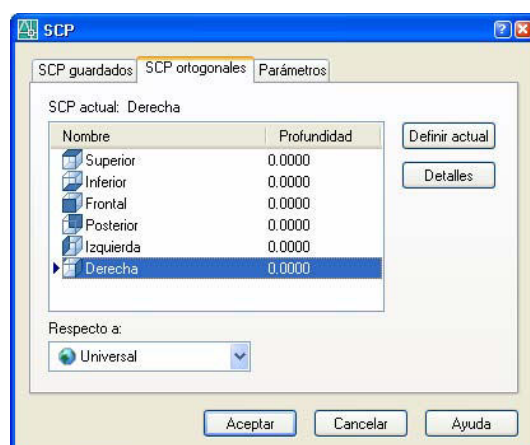 SCP
SCP guardados SCP ortogonales Parámetros
SCP actual: Derecha
Nombre Profundidad
Superior 0.0000
Inferior 0.0000
Frontal 0.0000
Posterior 0.0000
Izquierda 0.0000
Derecha 0.0000
Definir actual
Detalles
Respecto a:
Universal
Aceptar Cancelar Ayuda